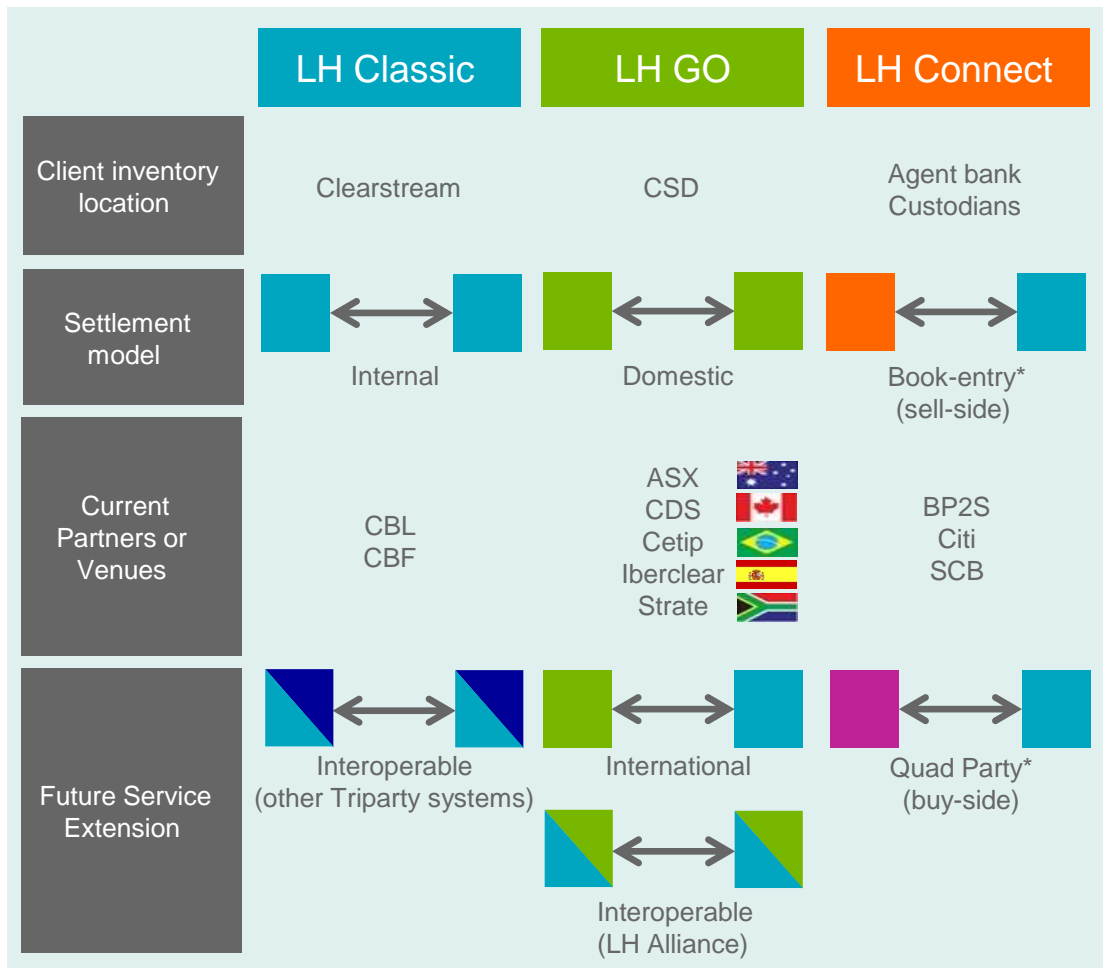 LH Classic
LH GO
LH Connect
Client inventory
location
Clearstream
CSD
Agent bank
Custodians
Settlement
model
Internal
Domestic
Book-entry*
(sell-side)
Current
Partners or
Venues
CBL
CBF
ASX
CDS
Cetip
Iberclear
Strate
BP2S
Citi
SCB
Future Service
Extension
Interoperable
(other Triparty systems)
International
Interoperable
(LH Alliance)
Quad Party*
(buy-side)